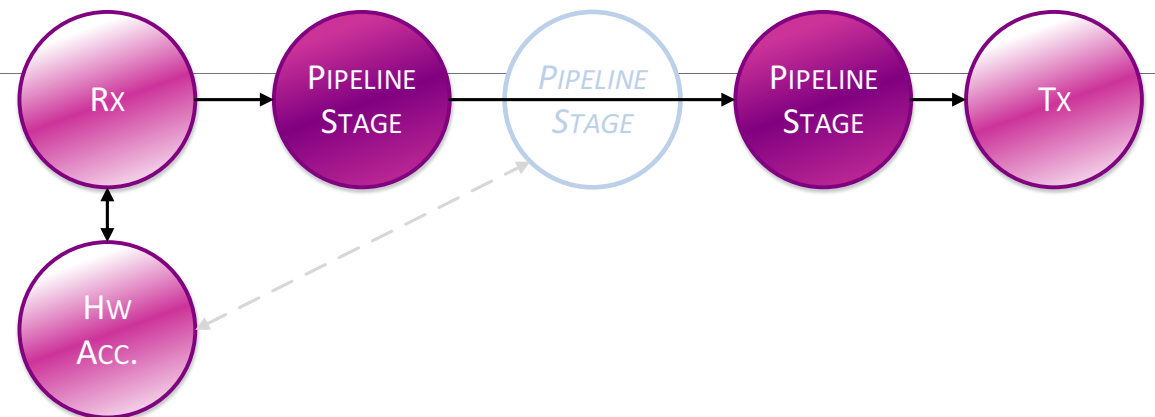 Rx
Pipeline
Stage
Pipeline
Stage
Pipeline
Stage
Tx
Hw
Acc.